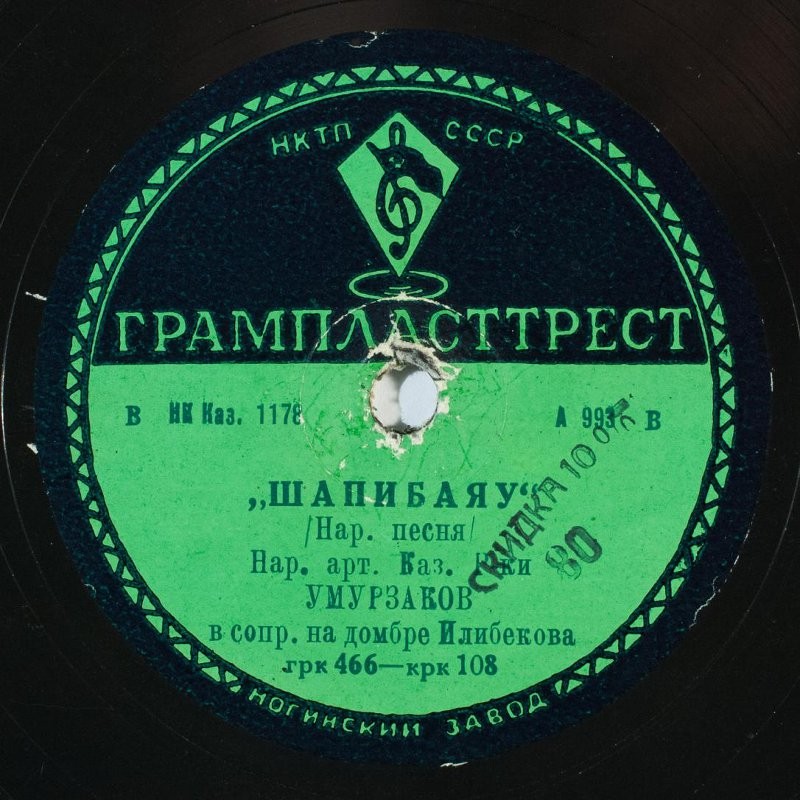 НКТП СССР
ГРАМПЛАСТТРЕСТ
В НК Каз. 1178 А 993 В
„ШАПИБАЯУ“
/Нар. песня/
Нар. арт. Каз.
УМУРЗАКОВ
в сопр. на домбре Илибекова
грк 466—крк 108
СКИДКА 10
80
НОГИНСКИЙ ЗАВОД